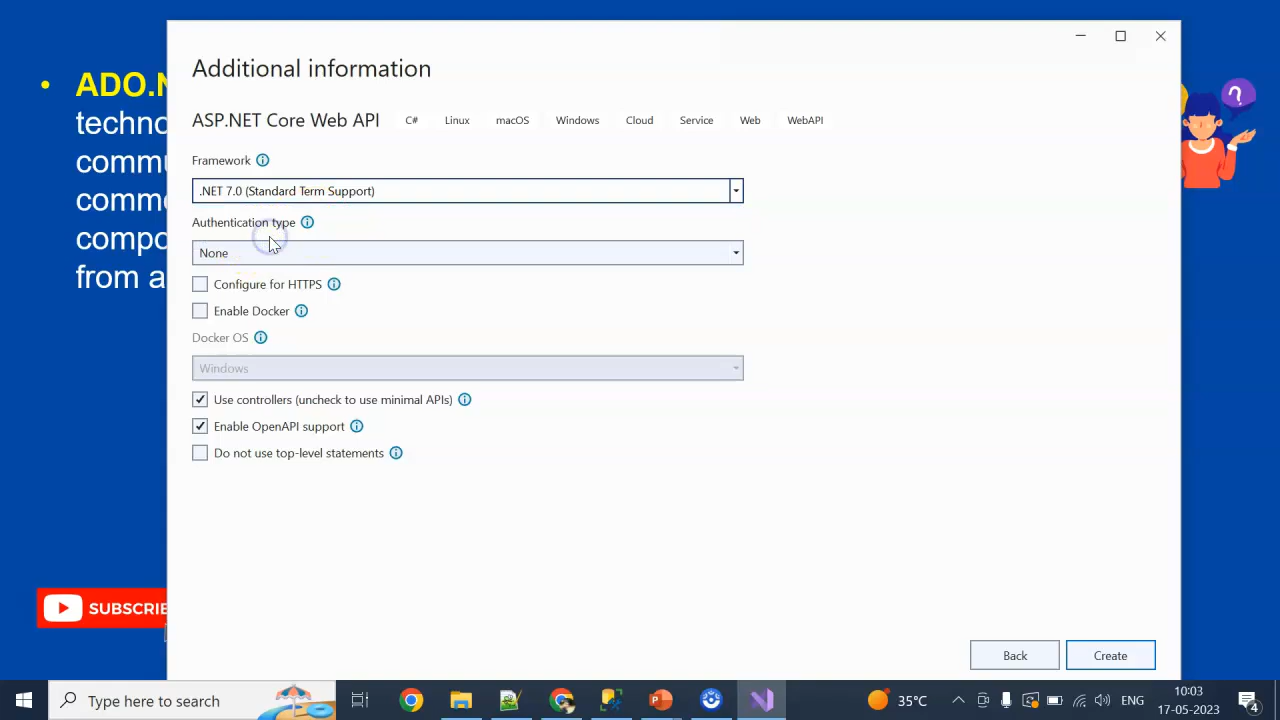 Additional information
ASP.NET Core Web API C# Linux macOS Windows Cloud Service Web WebAPI
Framework
.NET 7.0 (Standard Term Support)
Authentication type
None
Configure for HTTPS
Enable Docker
Docker OS
Windows
Use controllers (uncheck to use minimal APIs)
Enable OpenAPI support
Do not use top-level statements
Back Create
• ADO.N
techno
commu
comme
compo
from a
?
SUBSCRIBE
Type here to search
35°C
ENG
10:03
17-05-2023
4